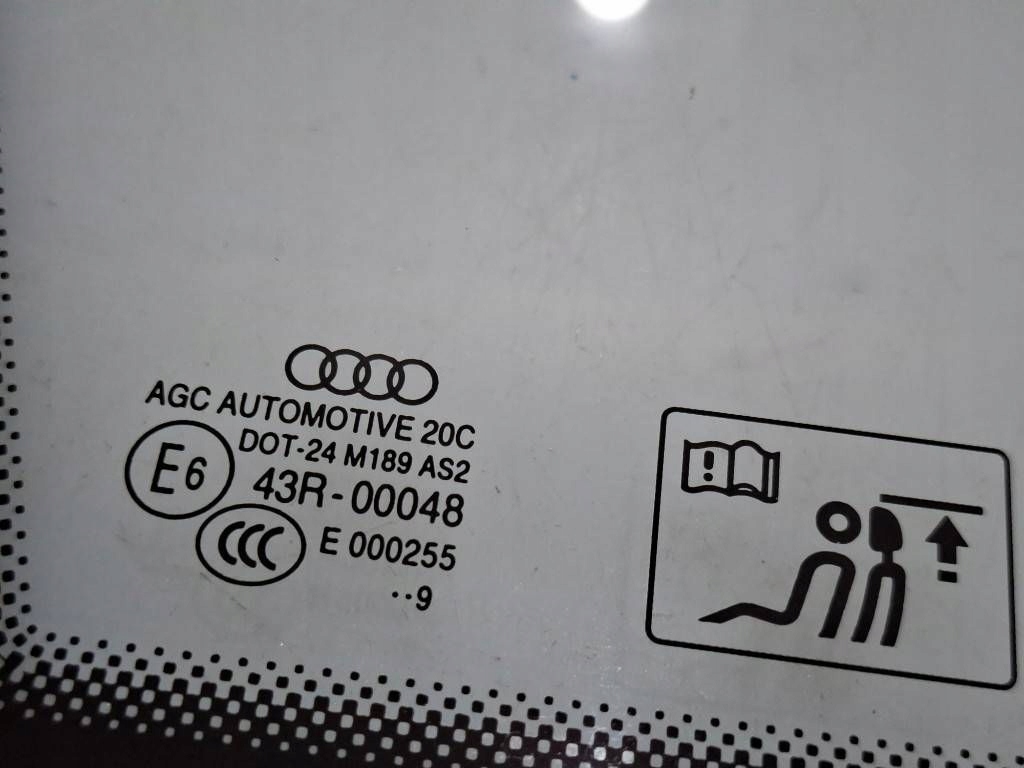 AGC AUTOMOTIVE 20C
DOT-24 M189 AS2
E6
43R-00048
CCC
E 000255
··9
!